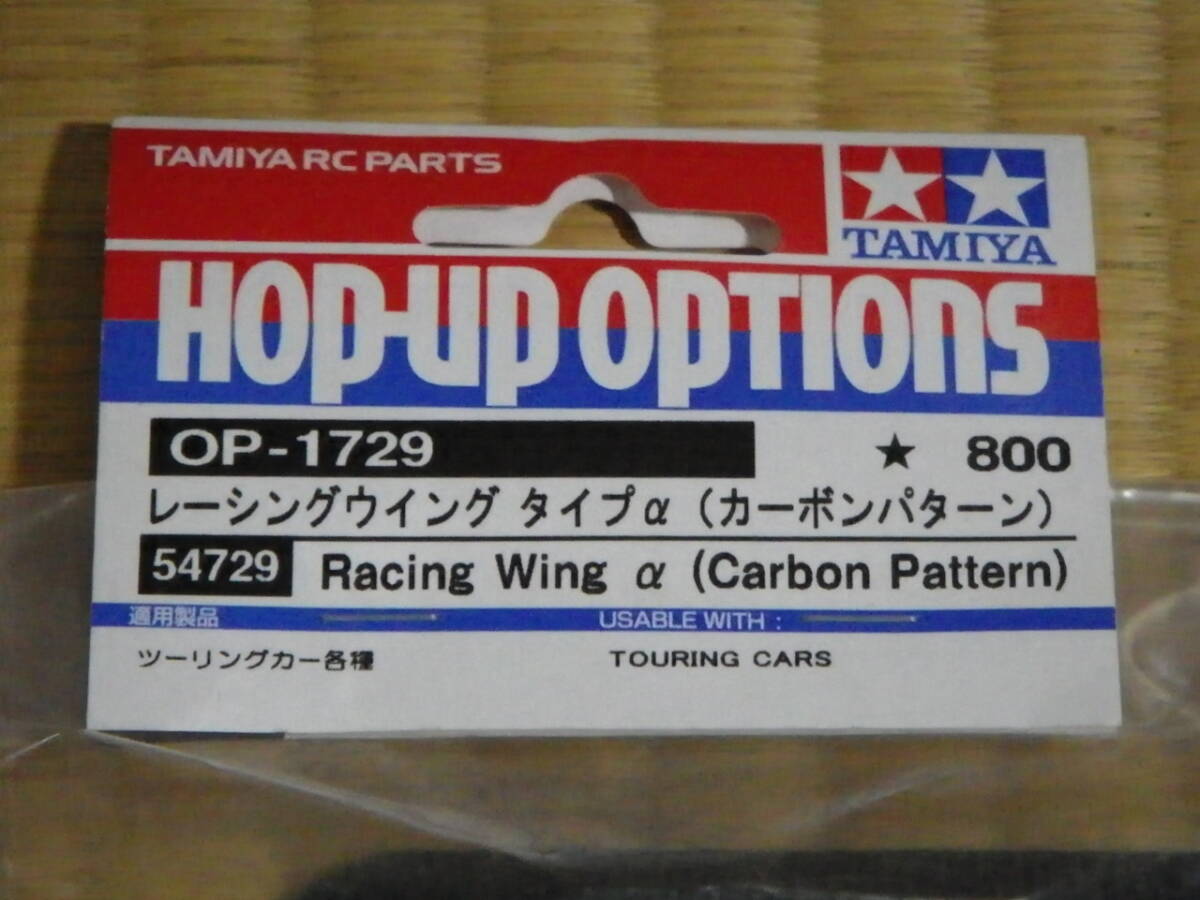 TAMIYA RC PARTS
TAMIYA
HOP-UP OPTIONS
OP-1729 ★ 800
レーシングウイング タイプα（カーボンパターン）
54729 Racing Wing α (Carbon Pattern)
適用製品 USABLE WITH :
ツーリングカー各種 TOURING CARS